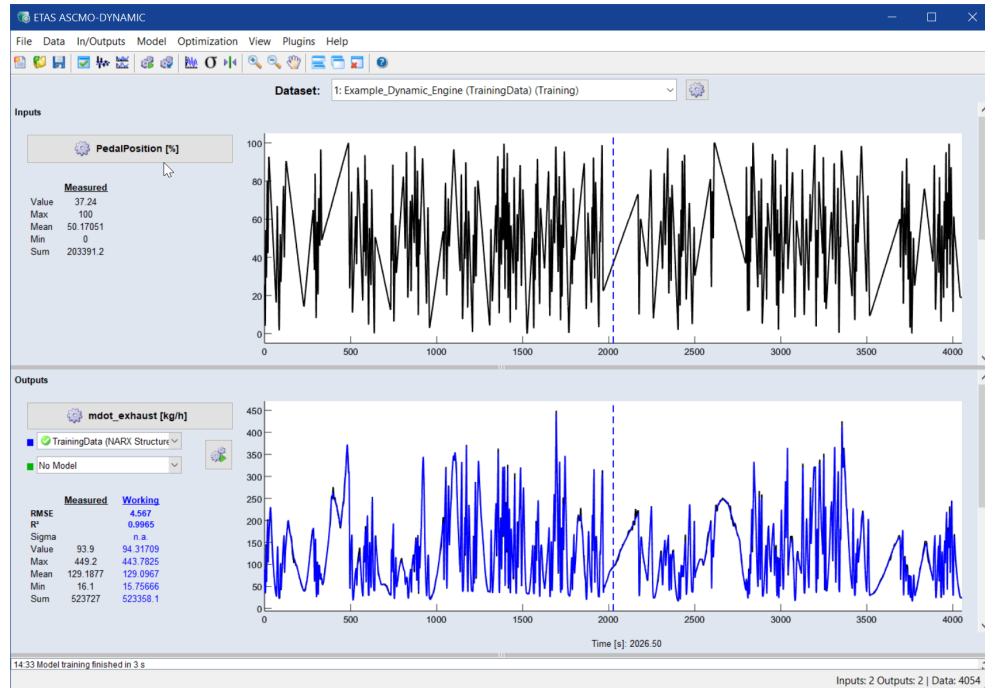 ETAS ASCMO-DYNAMIC
File Data In/Outputs Model Optimization View Plugins Help
Dataset: 1: Example_Dynamic_Engine (TrainingData) (Training)
Inputs
PedalPosition [%]
Measured
Value 37.24
Max 100
Mean 50.17051
Min 0
Sum 203391.2
100
80
60
40
20
0
0 500 1000 1500 2000 2500 3000 3500 4000
Outputs
mdot_exhaust [kg/h]
TrainingData (NARX Structure
No Model
Measured Working
RMSE 4.567
R² 0.9965
Sigma n.a.
Value 93.9 94.31709
Max 449.2 443.7825
Mean 129.1877 129.0967
Min 16.1 15.75666
Sum 523727 523358.1
450
400
350
300
250
200
150
100
50
0
0 500 1000 1500 2000 2500 3000 3500 4000
Time [s]: 2026.50
14:33 Model training finished in 3 s
Inputs: 2 Outputs: 2 | Data: 4054